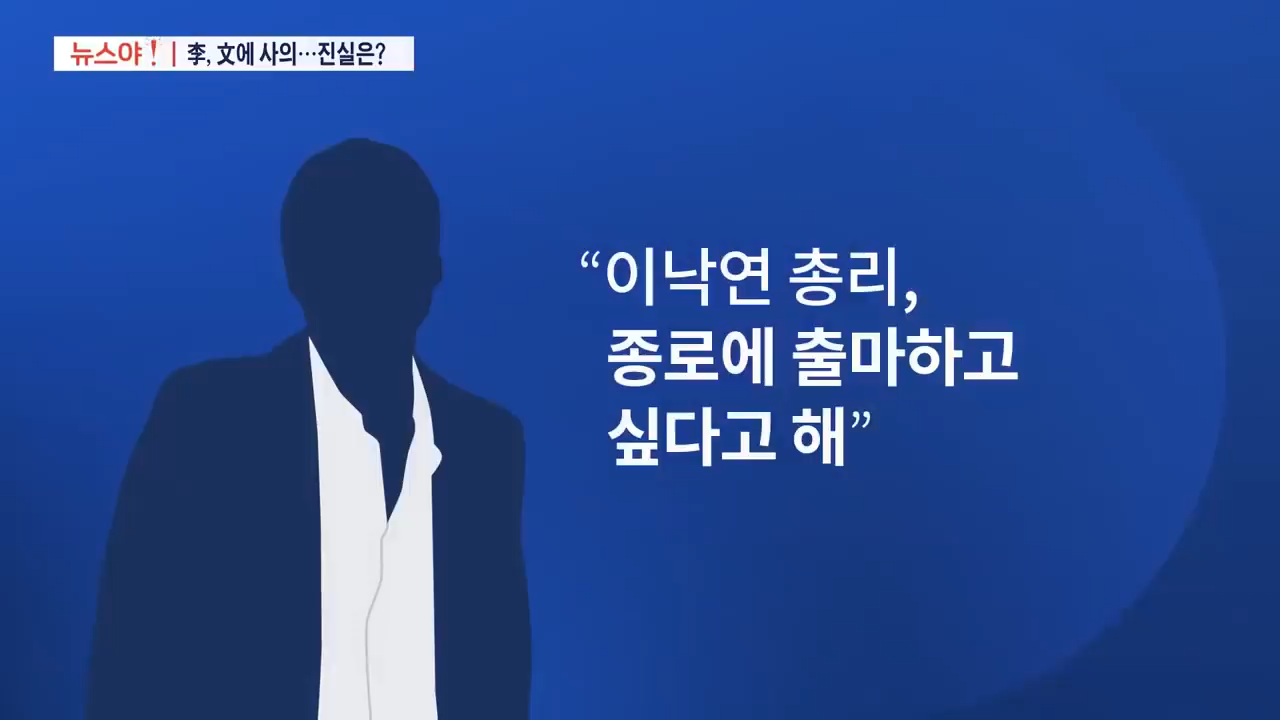 뉴스야! | 李, 文에 사의…진실은?
“이낙연 총리,
종로에 출마하고
싶다고 해”